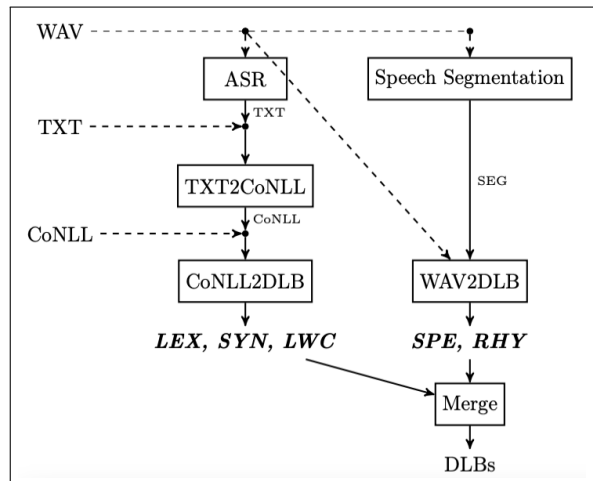 WAV
ASR
Speech Segmentation
TXT
TXT
TXT2CoNLL
SEG
CoNLL
CoNLL
CoNLL2DLB
WAV2DLB
LEX, SYN, LWC
SPE, RHY
Merge
DLBs